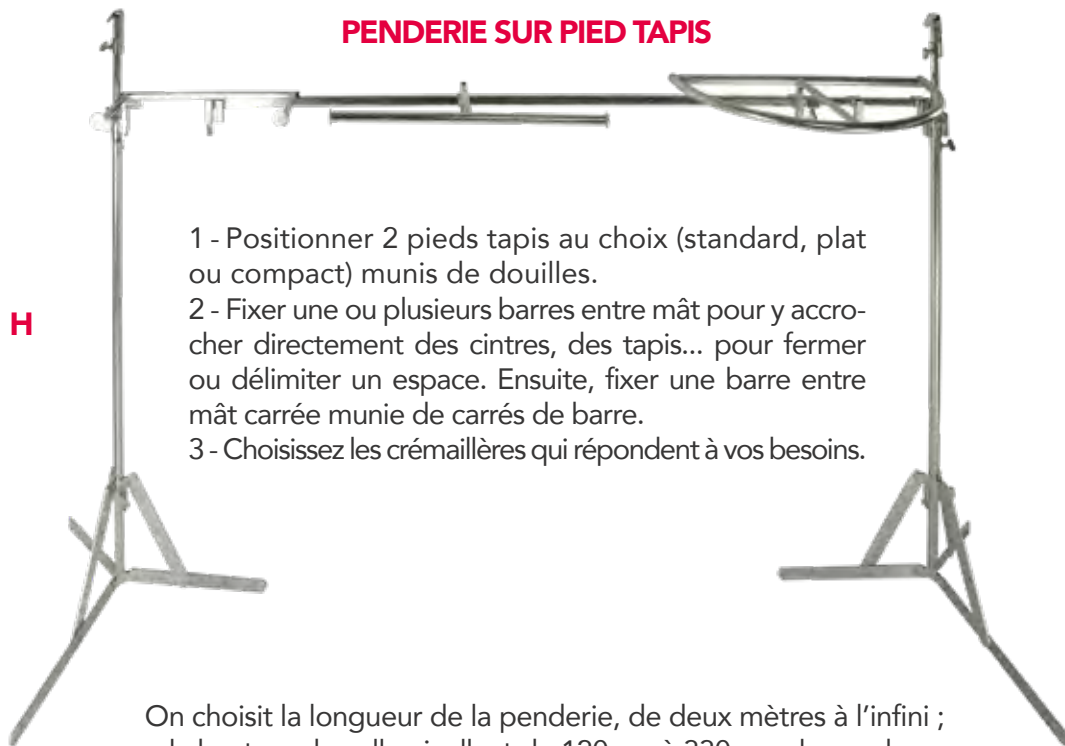 PENDERIE SUR PIED TAPIS
1 - Positionner 2 pieds tapis au choix (standard, plat
ou compact) munis de douilles.
2 - Fixer une ou plusieurs barres entre mât pour y accro-
cher directement des cintres, des tapis... pour fermer
ou délimiter un espace. Ensuite, fixer une barre entre
mât carrée munie de carrés de barre.
3 - Choisissez les crémaillères qui répondent à vos besoins.
H
On choisit la longueur de la penderie, de deux mètres à l'infini ;